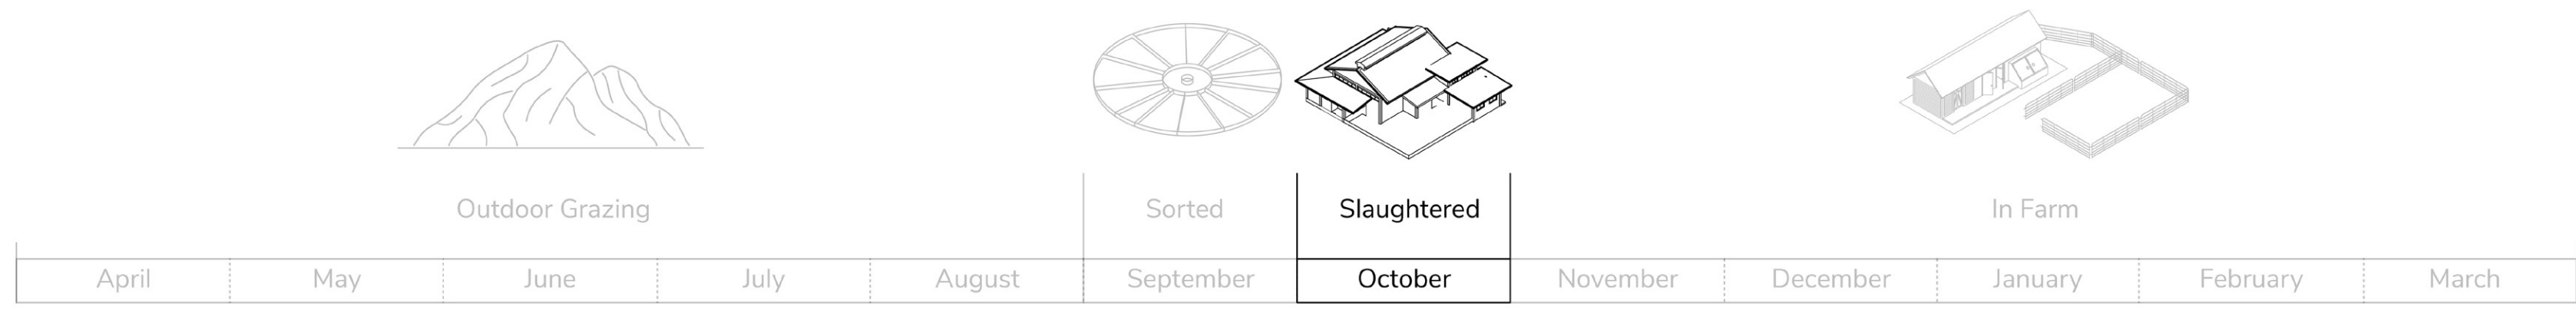 Outdoor Grazing
Sorted
Slaughtered
In Farm
April
May
June
July
August
September
October
November
December
January
February
March